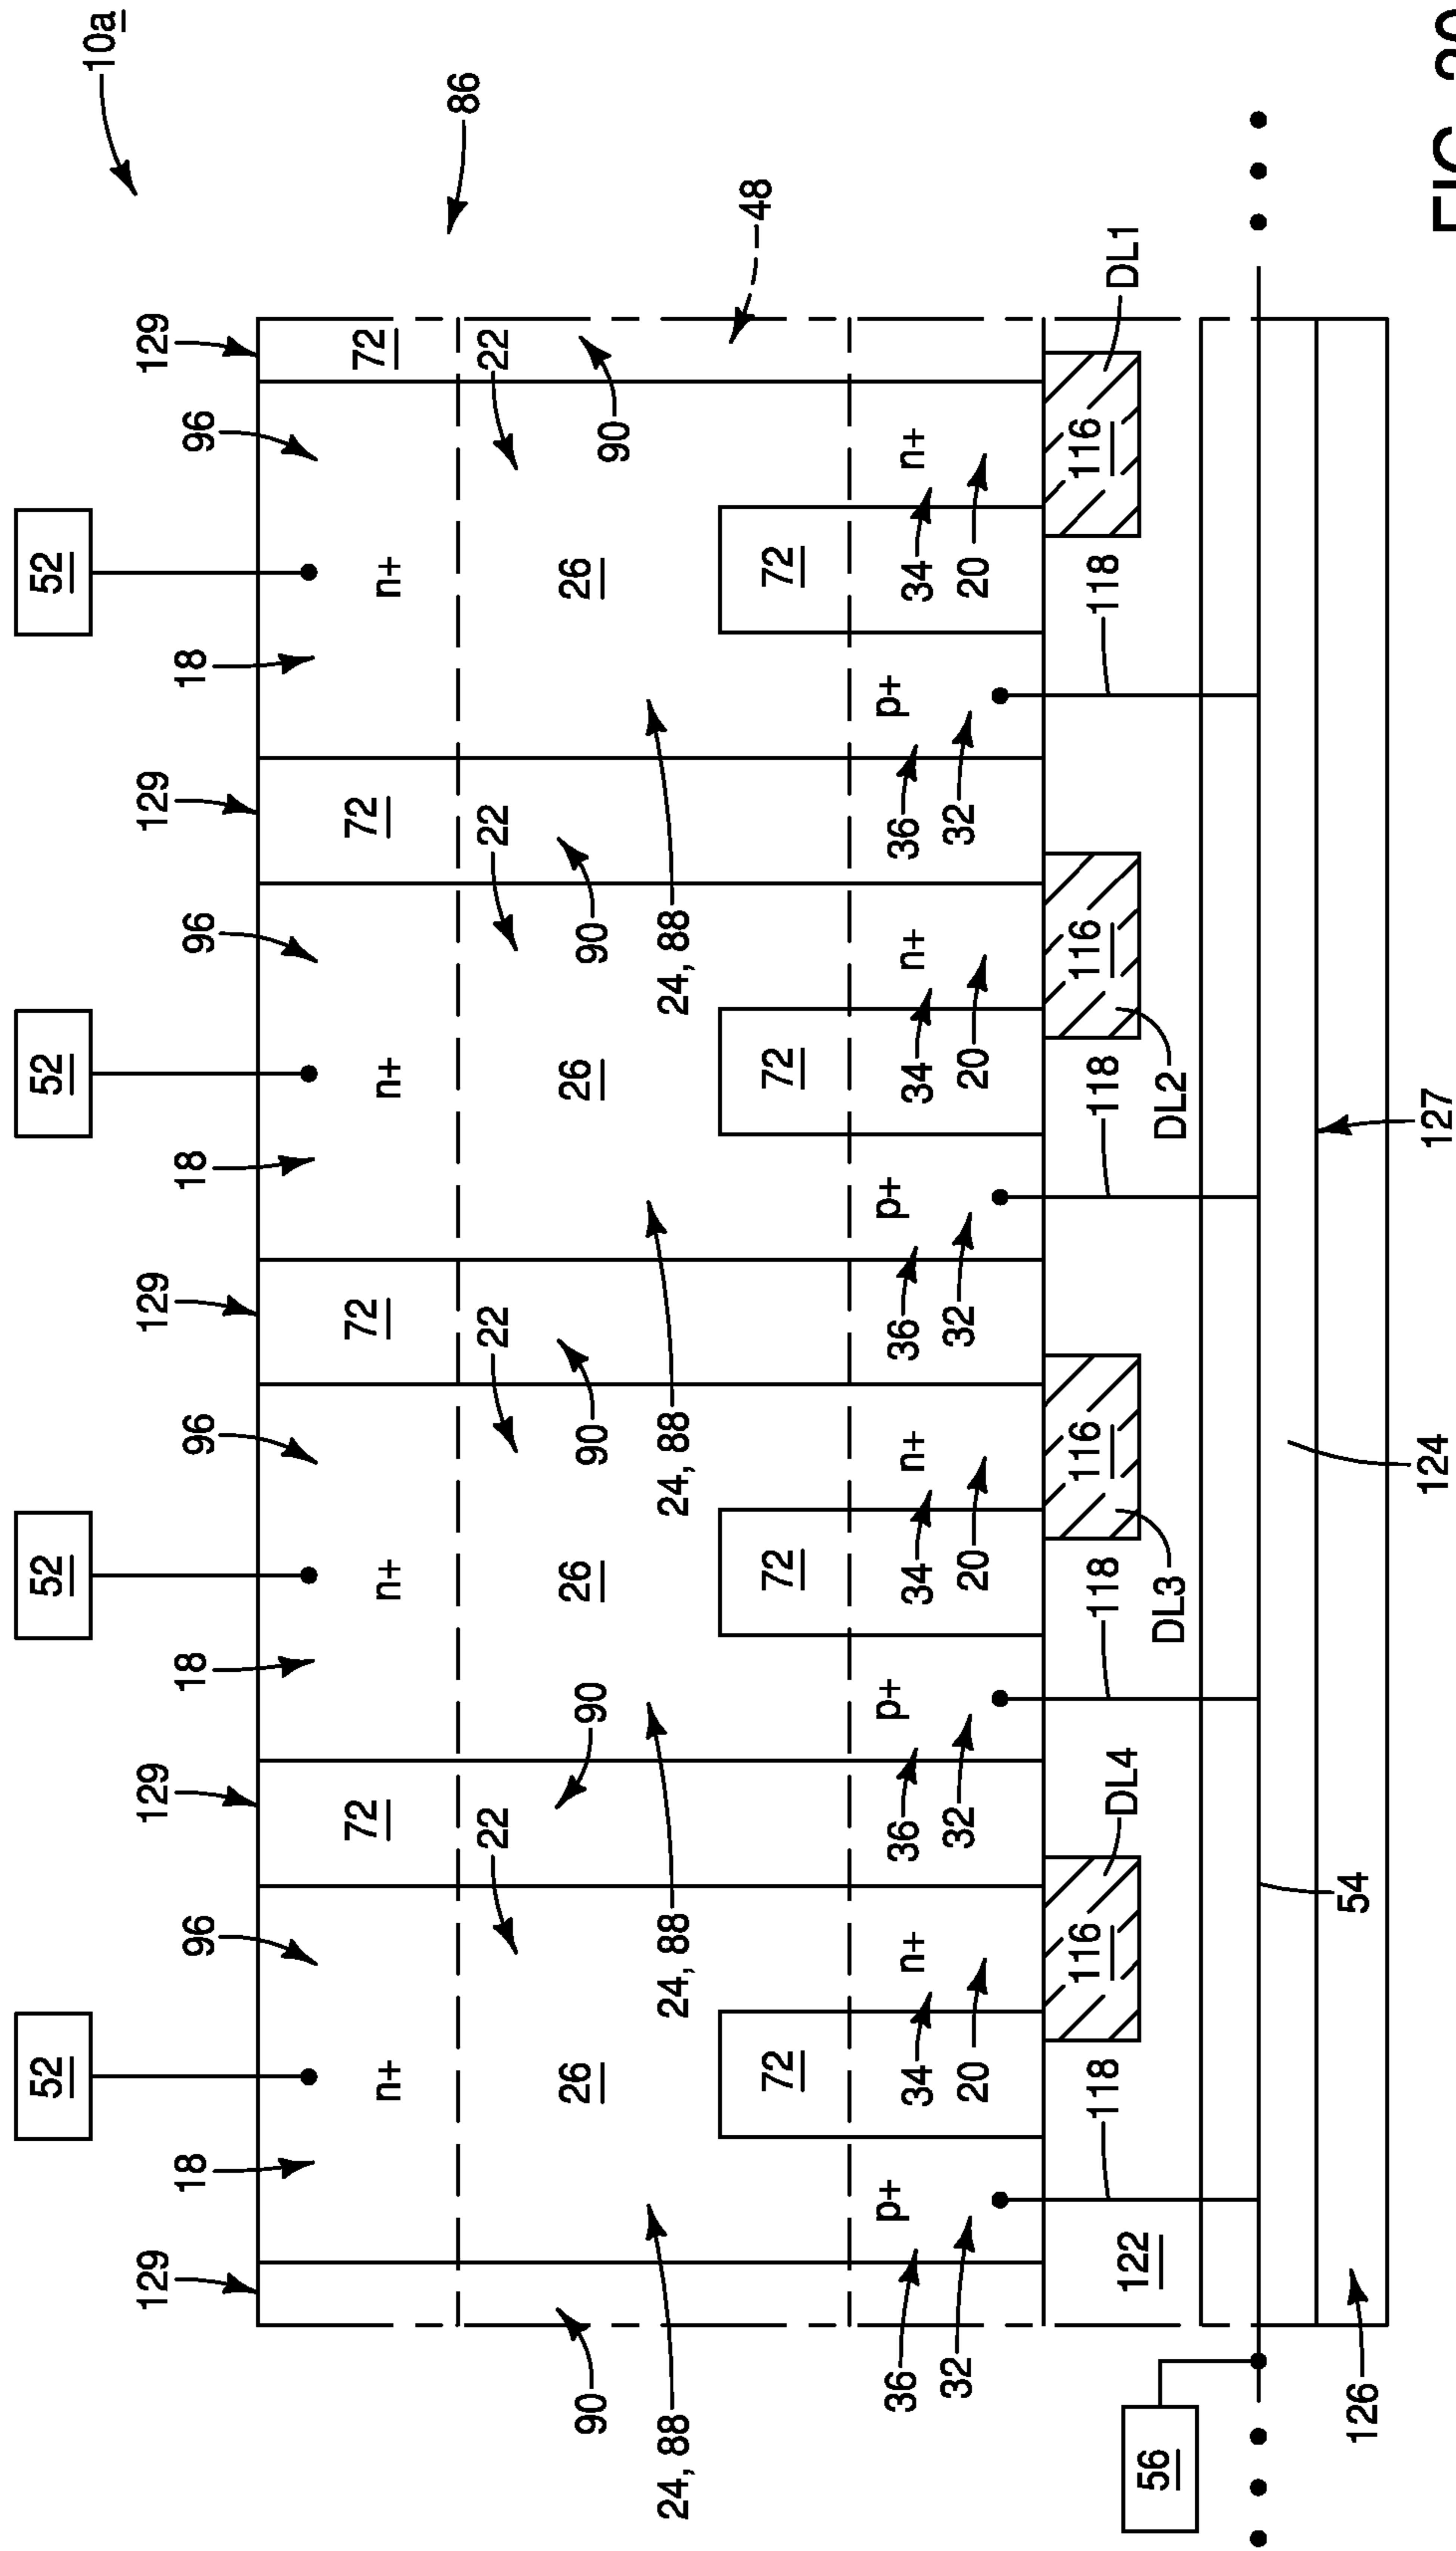 10a
52 52 52 52
129 129 129 129 129
18 96 18 96 18 96 18 96
n+ 72 n+ 72 n+ 72 n+ 72
86
22 22 22 22
90 26 90 26 90 26 90 26 90
24, 88 24, 88 24, 88 24, 88
48
72 72 72 72
p+ n+ p+ n+ p+ n+ p+ n+
36 34 36 34 36 34 36 34
32 20 32 20 32 20 32 20
118 116 118 116 118 116 118 116
DL4 DL1
56 122
DL3 DL2
126 54
124 127
FIG.